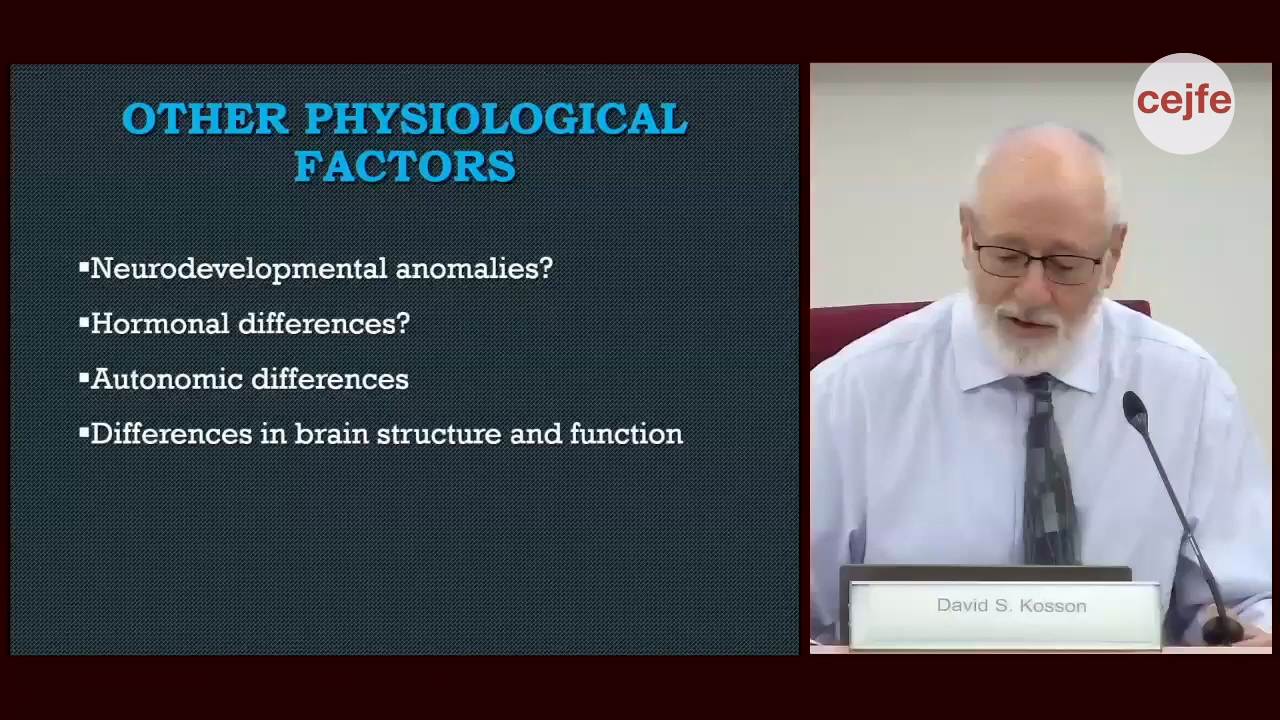 OTHER PHYSIOLOGICAL
FACTORS
▪Neurodevelopmental anomalies?
▪Hormonal differences?
▪Autonomic differences
▪Differences in brain structure and function
cejfe
David S. Kosson